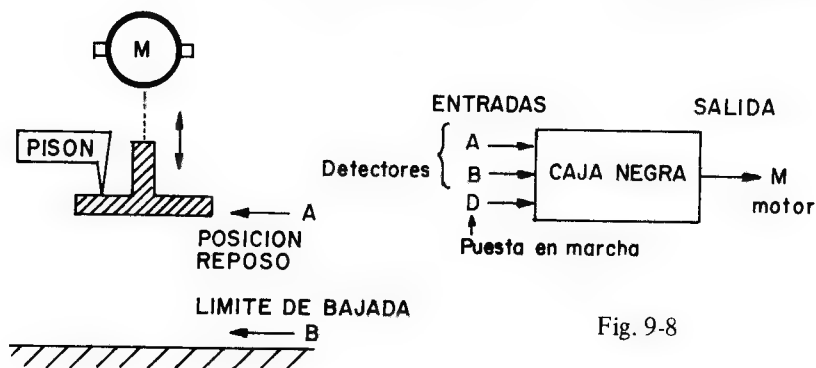 M
PISON
A
POSICION
REPOSO
LIMITE DE BAJADA
B
ENTRADAS
SALIDA
Detectores
A
B
D
CAJA NEGRA
M
motor
Puesta en marcha
Fig. 9-8